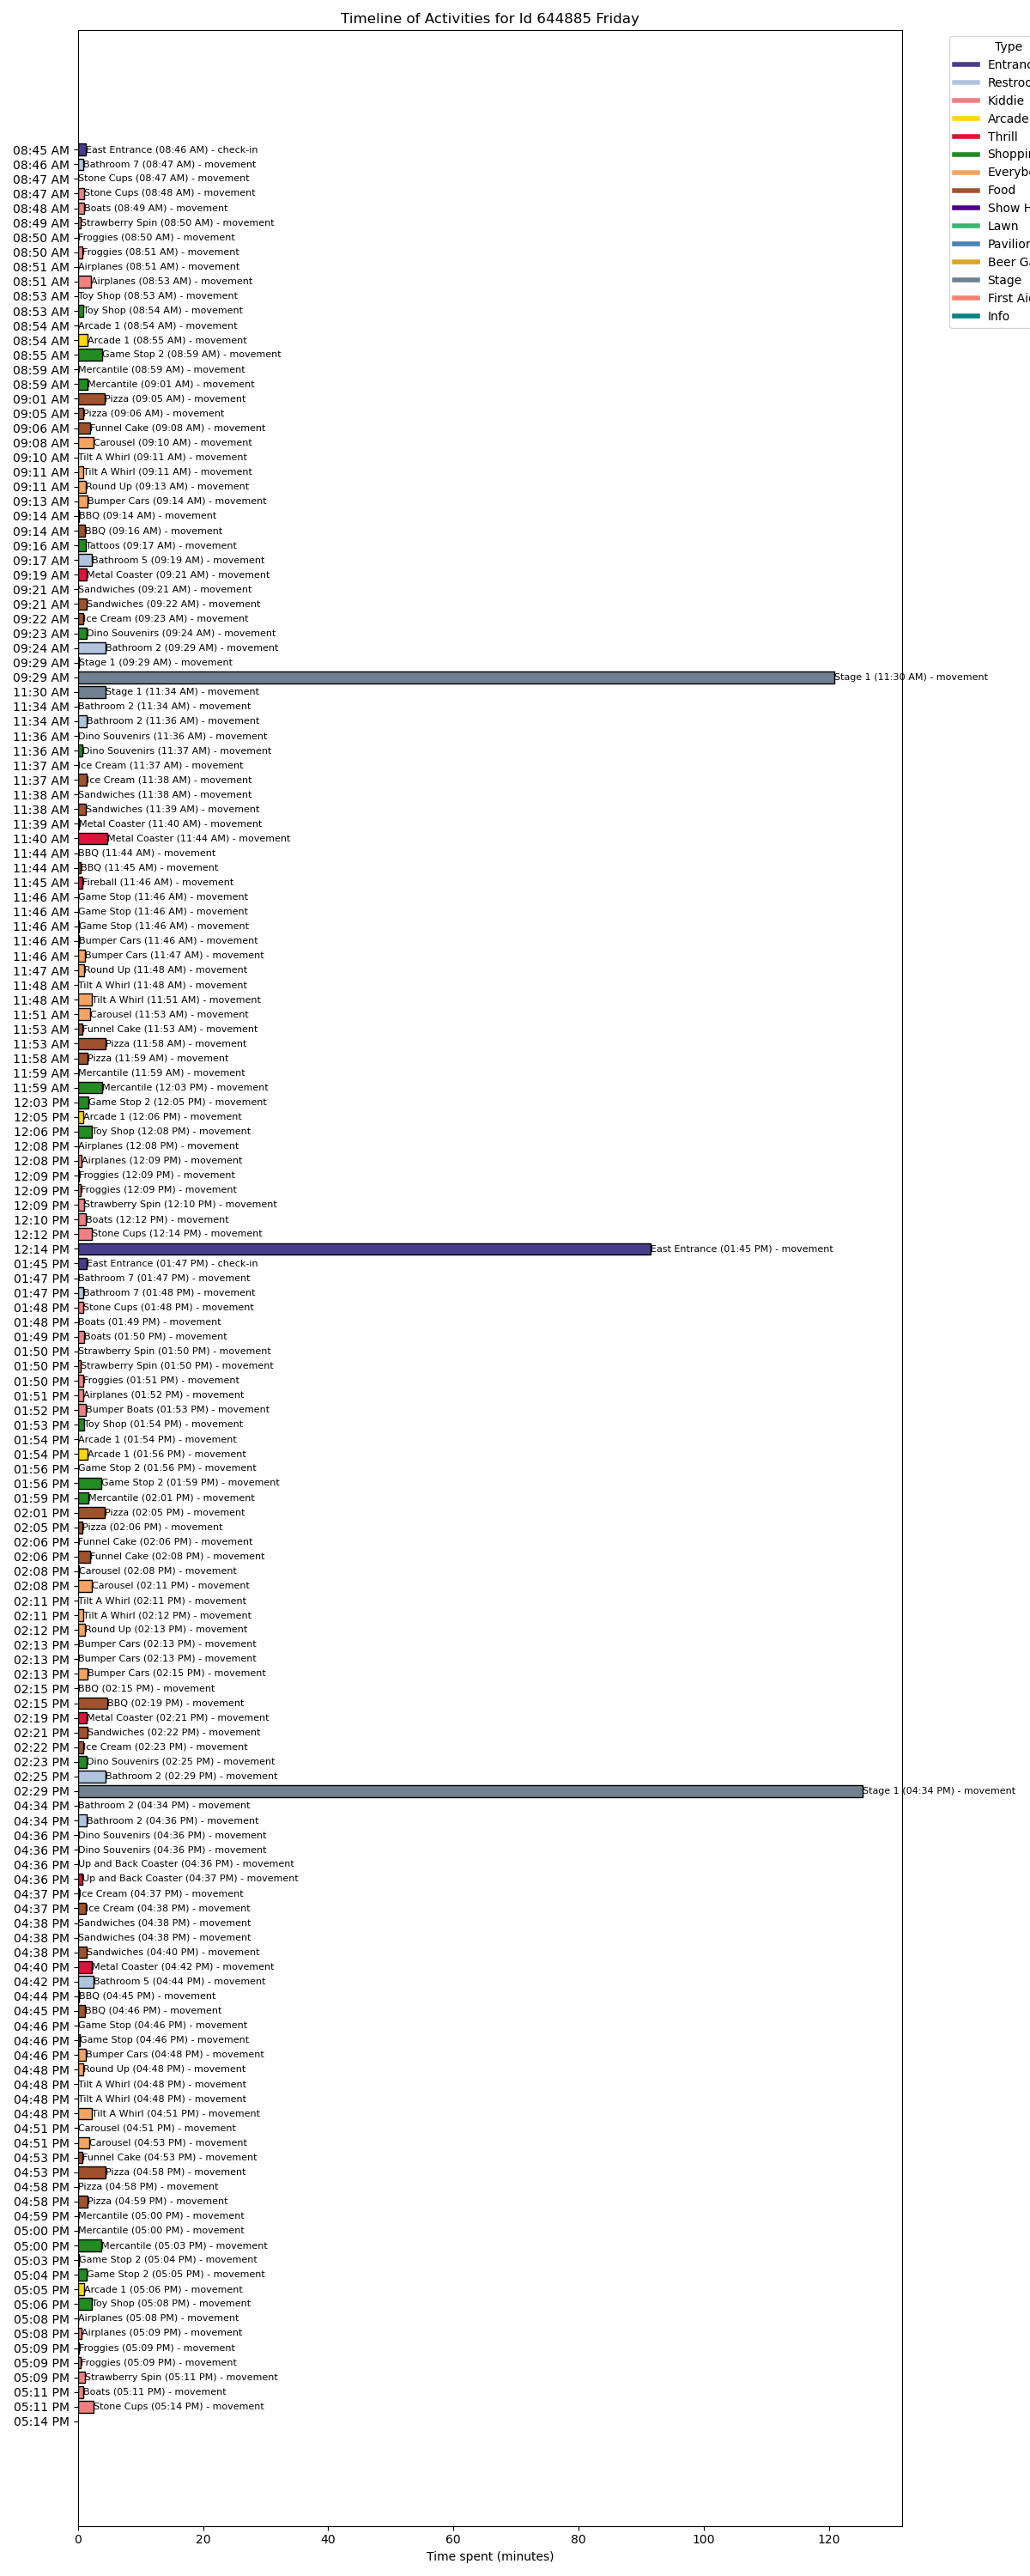 Timeline of Activities for Id 644885 Friday
Type
Entranc
Restroo
Kiddie
Arcade
Thrill
Shoppi
Everyb
Food
Show H
Lawn
Pavilion
Beer Ga
Stage
First Aid
Info
08:45 AM East Entrance (08:46 AM) - check-in
08:46 AM Bathroom 7 (08:47 AM) - movement
08:47 AM Stone Cups (08:47 AM) - movement
08:47 AM Stone Cups (08:48 AM) - movement
08:48 AM Boats (08:49 AM) - movement
08:49 AM Strawberry Spin (08:50 AM) - movement
08:50 AM Froggies (08:50 AM) - movement
08:50 AM Froggies (08:51 AM) - movement
08:51 AM Airplanes (08:51 AM) - movement
08:51 AM Airplanes (08:53 AM) - movement
08:53 AM Toy Shop (08:53 AM) - movement
08:53 AM Toy Shop (08:54 AM) - movement
08:54 AM Arcade 1 (08:54 AM) - movement
08:54 AM Arcade 1 (08:55 AM) - movement
08:55 AM Game Stop 2 (08:59 AM) - movement
08:59 AM Mercantile (08:59 AM) - movement
08:59 AM Mercantile (09:01 AM) - movement
09:01 AM Pizza (09:05 AM) - movement
09:05 AM Pizza (09:06 AM) - movement
09:06 AM Funnel Cake (09:08 AM) - movement
09:08 AM Carousel (09:10 AM) - movement
09:10 AM Tilt A Whirl (09:11 AM) - movement
09:11 AM Tilt A Whirl (09:11 AM) - movement
09:11 AM Round Up (09:13 AM) - movement
09:13 AM Bumper Cars (09:14 AM) - movement
09:14 AM BBQ (09:14 AM) - movement
09:14 AM BBQ (09:16 AM) - movement
09:16 AM Tattoos (09:17 AM) - movement
09:17 AM Bathroom 5 (09:19 AM) - movement
09:19 AM Metal Coaster (09:21 AM) - movement
09:21 AM Sandwiches (09:21 AM) - movement
09:21 AM Sandwiches (09:22 AM) - movement
09:22 AM Ice Cream (09:23 AM) - movement
09:23 AM Dino Souvenirs (09:24 AM) - movement
09:24 AM Bathroom 2 (09:29 AM) - movement
09:29 AM Stage 1 (09:29 AM) - movement
09:29 AM Stage 1 (11:30 AM) - movement
11:30 AM Stage 1 (11:34 AM) - movement
11:34 AM Bathroom 2 (11:34 AM) - movement
11:34 AM Bathroom 2 (11:36 AM) - movement
11:36 AM Dino Souvenirs (11:36 AM) - movement
11:36 AM Dino Souvenirs (11:37 AM) - movement
11:37 AM Ice Cream (11:37 AM) - movement
11:37 AM Ice Cream (11:38 AM) - movement
11:38 AM Sandwiches (11:38 AM) - movement
11:38 AM Sandwiches (11:39 AM) - movement
11:39 AM Metal Coaster (11:40 AM) - movement
11:40 AM Metal Coaster (11:44 AM) - movement
11:44 AM BBQ (11:44 AM) - movement
11:44 AM BBQ (11:45 AM) - movement
11:45 AM Fireball (11:46 AM) - movement
11:46 AM Game Stop (11:46 AM) - movement
11:46 AM Game Stop (11:46 AM) - movement
11:46 AM Game Stop (11:46 AM) - movement
11:46 AM Bumper Cars (11:46 AM) - movement
11:46 AM Bumper Cars (11:47 AM) - movement
11:47 AM Round Up (11:48 AM) - movement
11:48 AM Tilt A Whirl (11:48 AM) - movement
11:48 AM Tilt A Whirl (11:51 AM) - movement
11:51 AM Carousel (11:53 AM) - movement
11:53 AM Funnel Cake (11:53 AM) - movement
11:53 AM Pizza (11:58 AM) - movement
11:58 AM Pizza (11:59 AM) - movement
11:59 AM Mercantile (11:59 AM) - movement
11:59 AM Mercantile (12:03 PM) - movement
12:03 PM Game Stop 2 (12:05 PM) - movement
12:05 PM Arcade 1 (12:06 PM) - movement
12:06 PM Toy Shop (12:08 PM) - movement
12:08 PM Airplanes (12:08 PM) - movement
12:08 PM Airplanes (12:09 PM) - movement
12:09 PM Froggies (12:09 PM) - movement
12:09 PM Froggies (12:09 PM) - movement
12:09 PM Strawberry Spin (12:10 PM) - movement
12:10 PM Boats (12:12 PM) - movement
12:12 PM Stone Cups (12:14 PM) - movement
12:14 PM East Entrance (01:45 PM) - movement
01:45 PM East Entrance (01:47 PM) - check-in
01:47 PM Bathroom 7 (01:47 PM) - movement
01:47 PM Bathroom 7 (01:48 PM) - movement
01:48 PM Stone Cups (01:48 PM) - movement
01:48 PM Boats (01:49 PM) - movement
01:49 PM Boats (01:50 PM) - movement
01:50 PM Strawberry Spin (01:50 PM) - movement
01:50 PM Strawberry Spin (01:50 PM) - movement
01:50 PM Froggies (01:51 PM) - movement
01:51 PM Airplanes (01:52 PM) - movement
01:52 PM Bumper Boats (01:53 PM) - movement
01:53 PM Toy Shop (01:54 PM) - movement
01:54 PM Arcade 1 (01:54 PM) - movement
01:54 PM Arcade 1 (01:56 PM) - movement
01:56 PM Game Stop 2 (01:56 PM) - movement
01:56 PM Game Stop 2 (01:59 PM) - movement
01:59 PM Mercantile (02:01 PM) - movement
02:01 PM Pizza (02:05 PM) - movement
02:05 PM Pizza (02:06 PM) - movement
02:06 PM Funnel Cake (02:06 PM) - movement
02:06 PM Funnel Cake (02:08 PM) - movement
02:08 PM Carousel (02:08 PM) - movement
02:08 PM Carousel (02:11 PM) - movement
02:11 PM Tilt A Whirl (02:11 PM) - movement
02:11 PM Tilt A Whirl (02:12 PM) - movement
02:12 PM Round Up (02:13 PM) - movement
02:13 PM Bumper Cars (02:13 PM) - movement
02:13 PM Bumper Cars (02:13 PM) - movement
02:13 PM Bumper Cars (02:15 PM) - movement
02:15 PM BBQ (02:15 PM) - movement
02:15 PM BBQ (02:19 PM) - movement
02:19 PM Metal Coaster (02:21 PM) - movement
02:21 PM Sandwiches (02:22 PM) - movement
02:22 PM Ice Cream (02:23 PM) - movement
02:23 PM Dino Souvenirs (02:25 PM) - movement
02:25 PM Bathroom 2 (02:29 PM) - movement
02:29 PM Stage 1 (04:34 PM) - movement
04:34 PM Bathroom 2 (04:34 PM) - movement
04:34 PM Bathroom 2 (04:36 PM) - movement
04:36 PM Dino Souvenirs (04:36 PM) - movement
04:36 PM Dino Souvenirs (04:36 PM) - movement
04:36 PM Up and Back Coaster (04:36 PM) - movement
04:36 PM Up and Back Coaster (04:37 PM) - movement
04:37 PM Ice Cream (04:37 PM) - movement
04:37 PM Ice Cream (04:38 PM) - movement
04:38 PM Sandwiches (04:38 PM) - movement
04:38 PM Sandwiches (04:38 PM) - movement
04:38 PM Sandwiches (04:40 PM) - movement
04:40 PM Metal Coaster (04:42 PM) - movement
04:42 PM Bathroom 5 (04:44 PM) - movement
04:44 PM BBQ (04:45 PM) - movement
04:45 PM BBQ (04:46 PM) - movement
04:46 PM Game Stop (04:46 PM) - movement
04:46 PM Game Stop (04:46 PM) - movement
04:46 PM Bumper Cars (04:48 PM) - movement
04:48 PM Round Up (04:48 PM) - movement
04:48 PM Tilt A Whirl (04:48 PM) - movement
04:48 PM Tilt A Whirl (04:48 PM) - movement
04:48 PM Tilt A Whirl (04:51 PM) - movement
04:51 PM Carousel (04:51 PM) - movement
04:51 PM Carousel (04:53 PM) - movement
04:53 PM Funnel Cake (04:53 PM) - movement
04:53 PM Pizza (04:58 PM) - movement
04:58 PM Pizza (04:58 PM) - movement
04:58 PM Pizza (04:59 PM) - movement
04:59 PM Mercantile (05:00 PM) - movement
05:00 PM Mercantile (05:00 PM) - movement
05:00 PM Mercantile (05:03 PM) - movement
05:03 PM Game Stop 2 (05:04 PM) - movement
05:04 PM Game Stop 2 (05:05 PM) - movement
05:05 PM Arcade 1 (05:06 PM) - movement
05:06 PM Toy Shop (05:08 PM) - movement
05:08 PM Airplanes (05:08 PM) - movement
05:08 PM Airplanes (05:09 PM) - movement
05:09 PM Froggies (05:09 PM) - movement
05:09 PM Froggies (05:09 PM) - movement
05:09 PM Strawberry Spin (05:11 PM) - movement
05:11 PM Boats (05:11 PM) - movement
05:11 PM Stone Cups (05:14 PM) - movement
05:14 PM
0 20 40 60 80 100 120
Time spent (minutes)